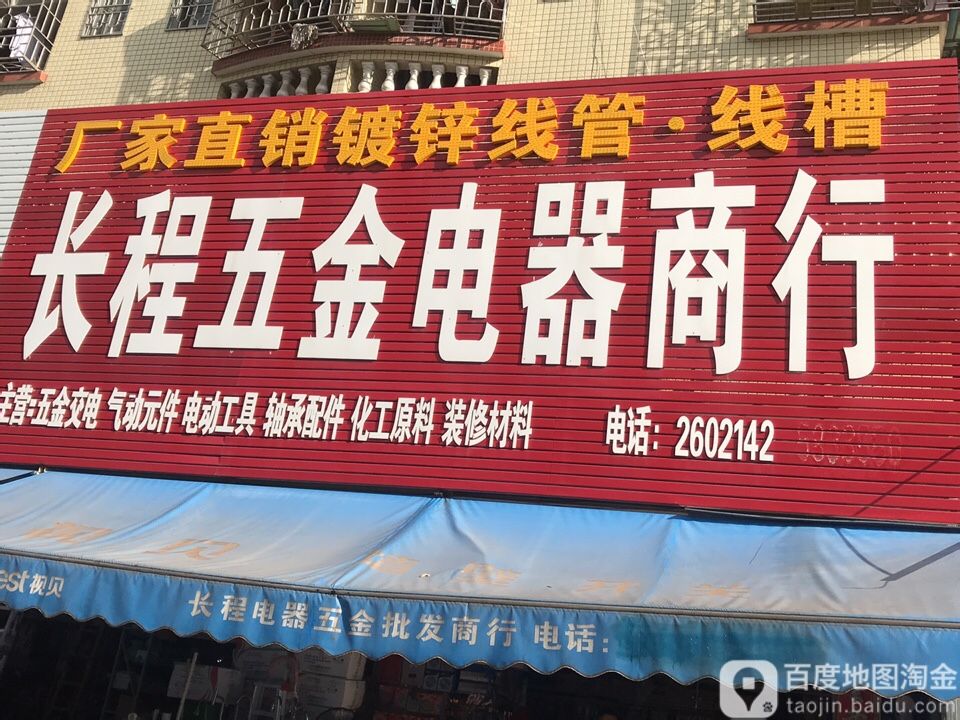 厂家直销镀锌线管·线槽
长程五金电器商行
主营-五金交电 气动元件 电动工具 轴承配件 化工原料 装修材料 电话：2602142
est视贝
长程电器五金批发商行 电话：
百度地图淘金
taojin.baidu.com